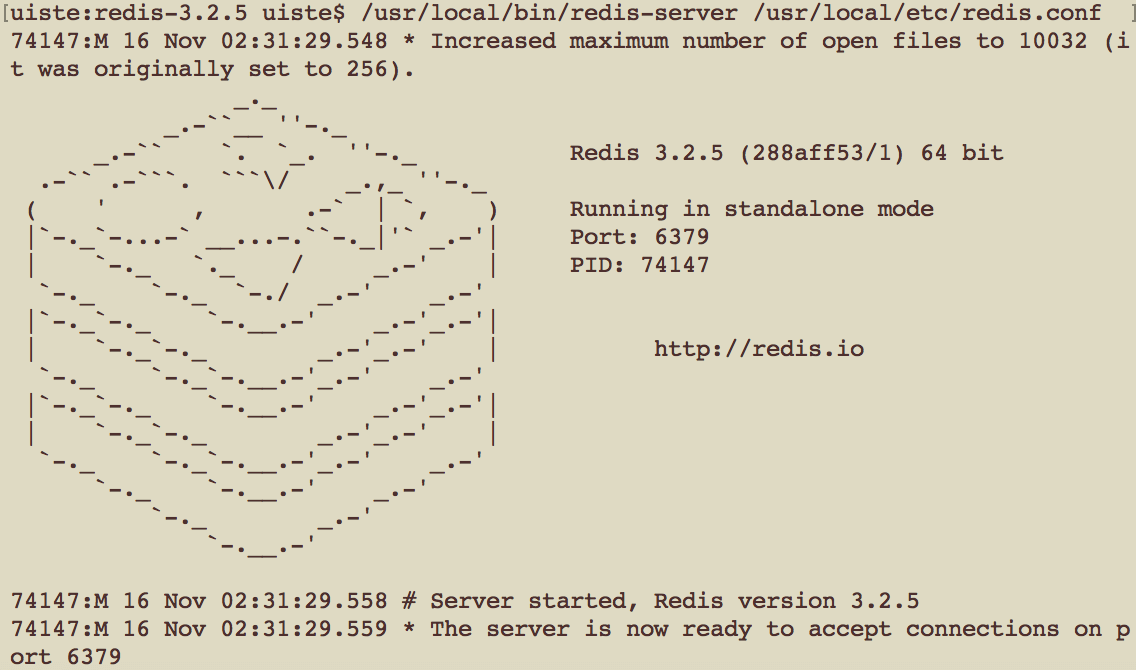 [uiste:redis-3.2.5 uiste$ /usr/local/bin/redis-server /usr/local/etc/redis.conf ]
74147:M 16 Nov 02:31:29.548 * Increased maximum number of open files to 10032 (i
t was originally set to 256).
Redis 3.2.5 (288aff53/1) 64 bit
Running in standalone mode
Port: 6379
PID: 74147
http://redis.io
74147:M 16 Nov 02:31:29.558 # Server started, Redis version 3.2.5
74147:M 16 Nov 02:31:29.559 * The server is now ready to accept connections on p
ort 6379